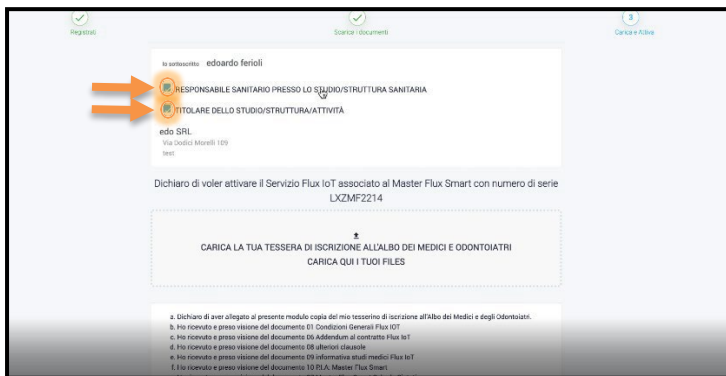 Registrati
Scarica i documenti
3
Carica e Attiva
Io sottoscritto edoardo ferioli
RESPONSABILE SANITARIO PRESSO LO STUDIO/STRUTTURA SANITARIA
TITOLARE DELLO STUDIO/STRUTTURA/ATTIVITÀ
edo SRL
Via Dodici Morelli 109
test
Dichiaro di voler attivare il Servizio Flux IoT associato al Master Flux Smart con numero di serie
LXZMF2214
CARICA LA TUA TESSERA DI ISCRIZIONE ALL'ALBO DEI MEDICI E ODONTOIATRI
CARICA QUI I TUOI FILES
a. Dichiaro di aver allegato al presente modulo copia del mio tesserino di iscrizione all'Albo dei Medici e degli Odontoiatri.
b. Ho ricevuto e preso visione del documento 01 Condizioni Generali Flux IOT
c. Ho ricevuto e preso visione del documento 06 Addendum al contratto Flux IoT
d. Ho ricevuto e preso visione del documento 08 ulteriori clausole
e. Ho ricevuto e preso visione del documento 09 informativa studi medici Flux IoT
f. Ho ricevuto e preso visione del documento 10 P.I.A. Master Flux Smart